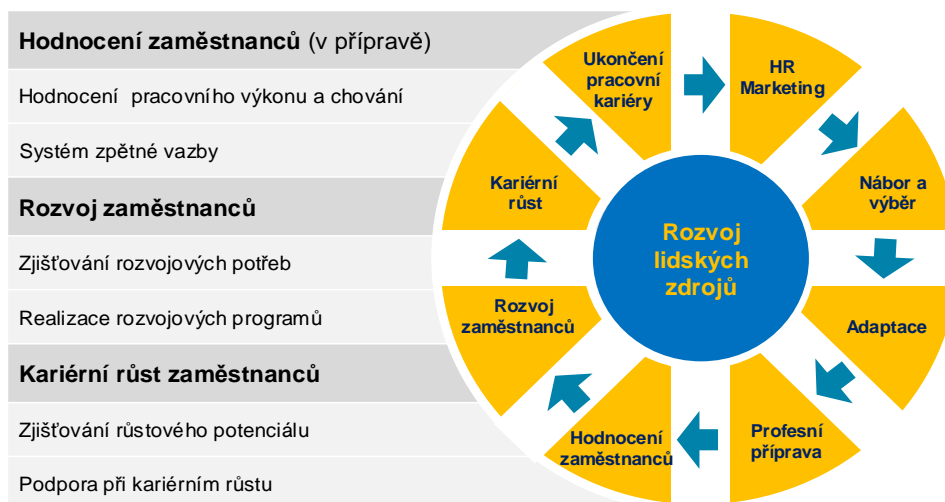 Hodnocení zaměstnanců (v přípravě)
Hodnocení pracovního výkonu a chování
Systém zpětné vazby
Rozvoj zaměstnanců
Zjišťování rozvojových potřeb
Realizace rozvojových programů
Kariérní růst zaměstnanců
Zjišťování růstového potenciálu
Podpora při kariérním růstu
Ukončení
pracovní
kariéry
HR
Marketing
Nábor a
výběr
Adaptace
Profesní
příprava
Hodnocení
zaměstnanců
Rozvoj
zaměstnanců
Kariérní
růst
Rozvoj
lidských
zdrojů